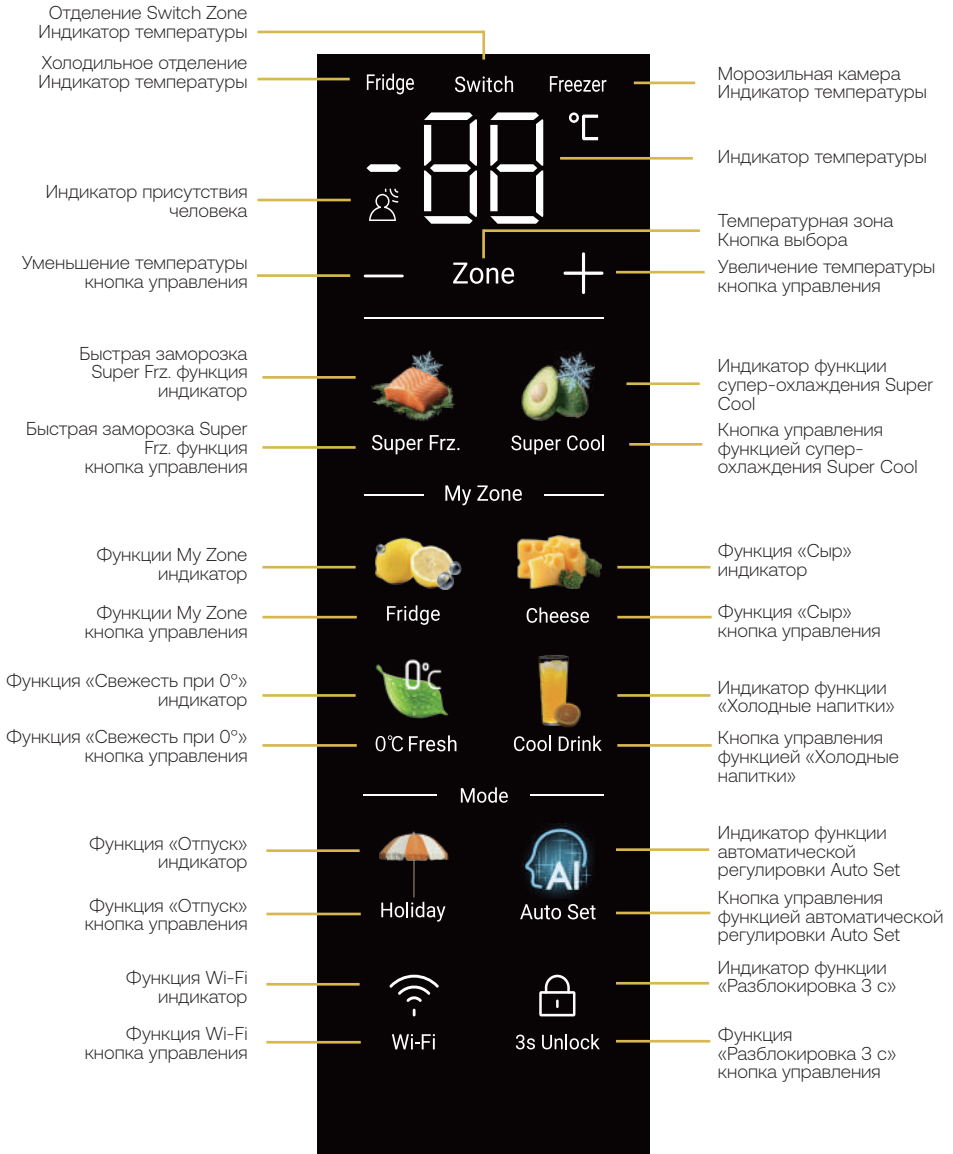 Отделение Switch Zone
Индикатор температуры
Холодильное отделение
Индикатор температуры
Индикатор присутствия
человека
Уменьшение температуры
кнопка управления
Быстрая заморозка
Super Frz. функция
индикатор
Быстрая заморозка Super
Frz. функция
кнопка управления
Функции My Zone
индикатор
Функции My Zone
кнопка управления
Функция «Свежесть при 0°»
индикатор
Функция «Свежесть при 0°»
кнопка управления
Функция «Отпуск»
индикатор
Функция «Отпуск»
кнопка управления
Функция Wi-Fi
индикатор
Функция Wi-Fi
кнопка управления
Fridge Switch Freezer
-88 °C
— Zone +
Super Frz. Super Cool
My Zone
Fridge Cheese
0°C
0°C Fresh Cool Drink
Mode
AI
Holiday Auto Set
Wi-Fi 3s Unlock
Морозильная камера
Индикатор температуры
Индикатор температуры
Температурная зона
Кнопка выбора
Увеличение температуры
кнопка управления
Индикатор функции
супер-охлаждения Super
Cool
Кнопка управления
функцией супер-
охлаждения Super Cool
Функция «Сыр»
индикатор
Функция «Сыр»
кнопка управления
Индикатор функции
«Холодные напитки»
Кнопка управления
функцией «Холодные
напитки»
Индикатор функции
автоматической
регулировки Auto Set
Кнопка управления
функцией автоматической
регулировки Auto Set
Индикатор функции
«Разблокировка 3 с»
Функция
«Разблокировка 3 с»
кнопка управления